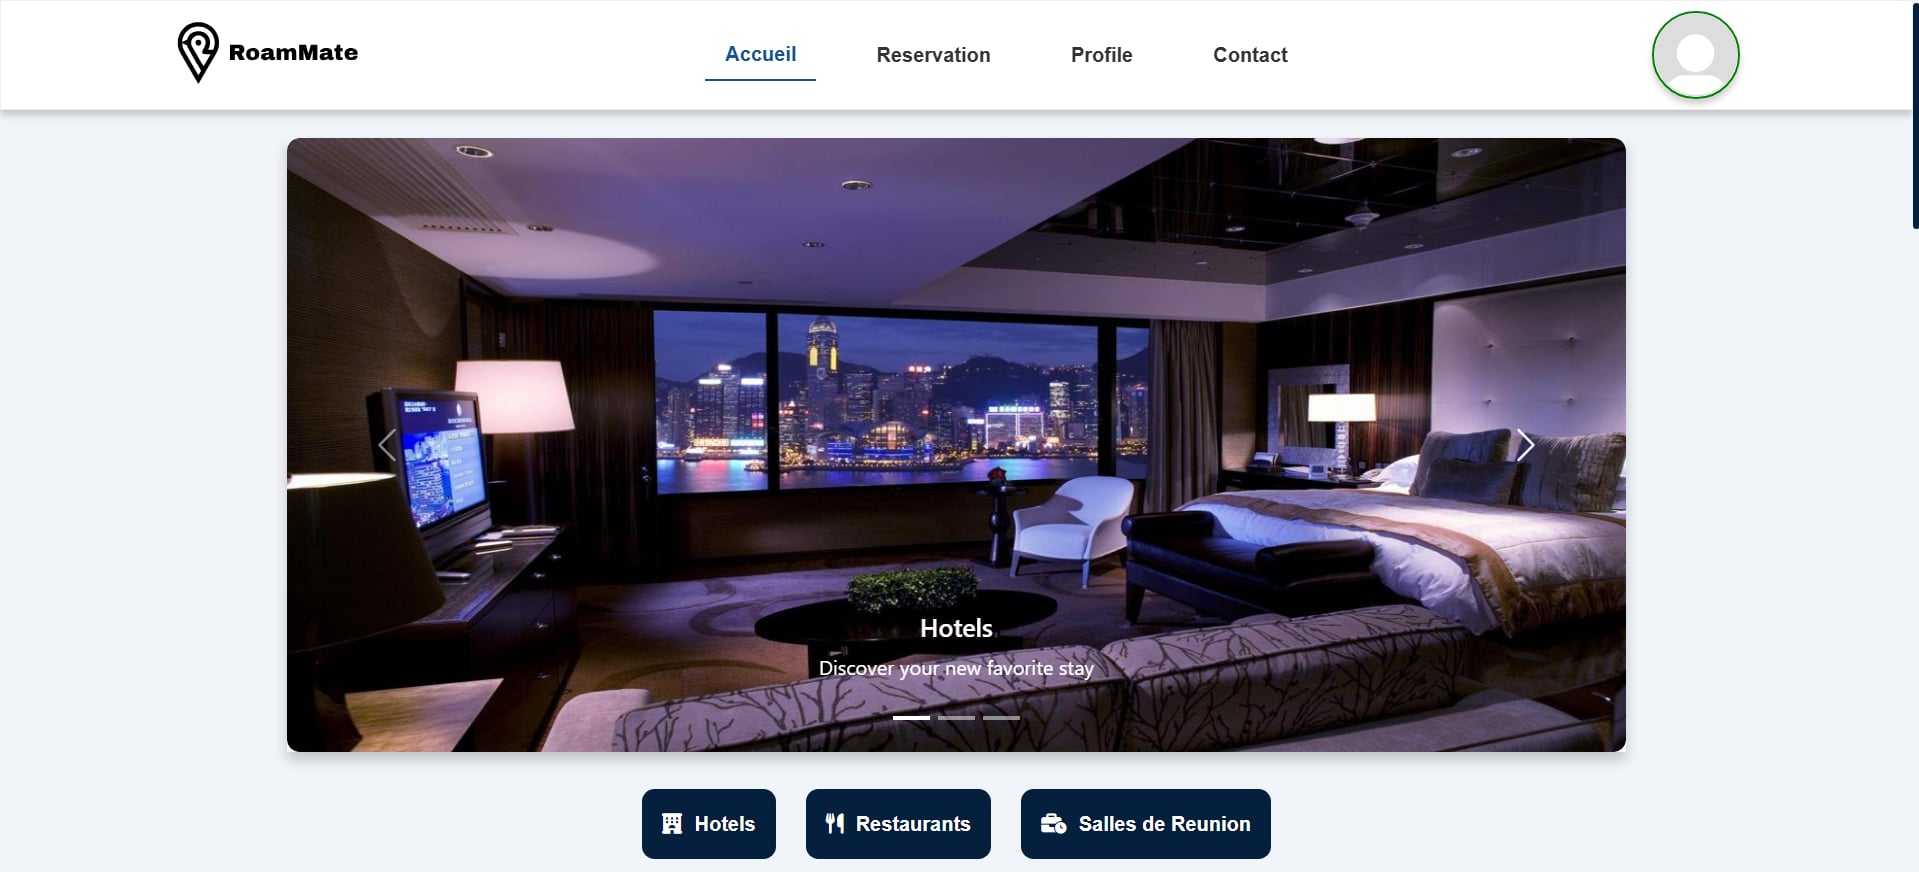 RoamMate
Accueil
Reservation
Profile
Contact
Hotels
Discover your new favorite stay
Hotels
Restaurants
Salles de Reunion